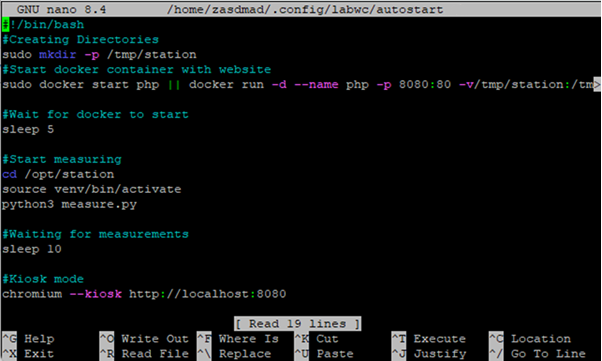 GNU nano 8.4 /home/zasdmad/.config/labwc/autostart
#!/bin/bash
#Creating Directories
sudo mkdir -p /tmp/station
#Start docker container with website
sudo docker start php || docker run -d --name php -p 8080:80 -v/tmp/station:/tm>
#Wait for docker to start
sleep 5
#Start measuring
cd /opt/station
source venv/bin/activate
python3 measure.py
#Waiting for measurements
sleep 10
#Kiosk mode
chromium --kiosk http://localhost:8080
[ Read 19 lines ]
^G Help ^O Write Out ^F Where Is ^K Cut ^T Execute ^C Location
^X Exit ^R Read File ^\ Replace ^U Paste ^J Justify ^/ Go To Line